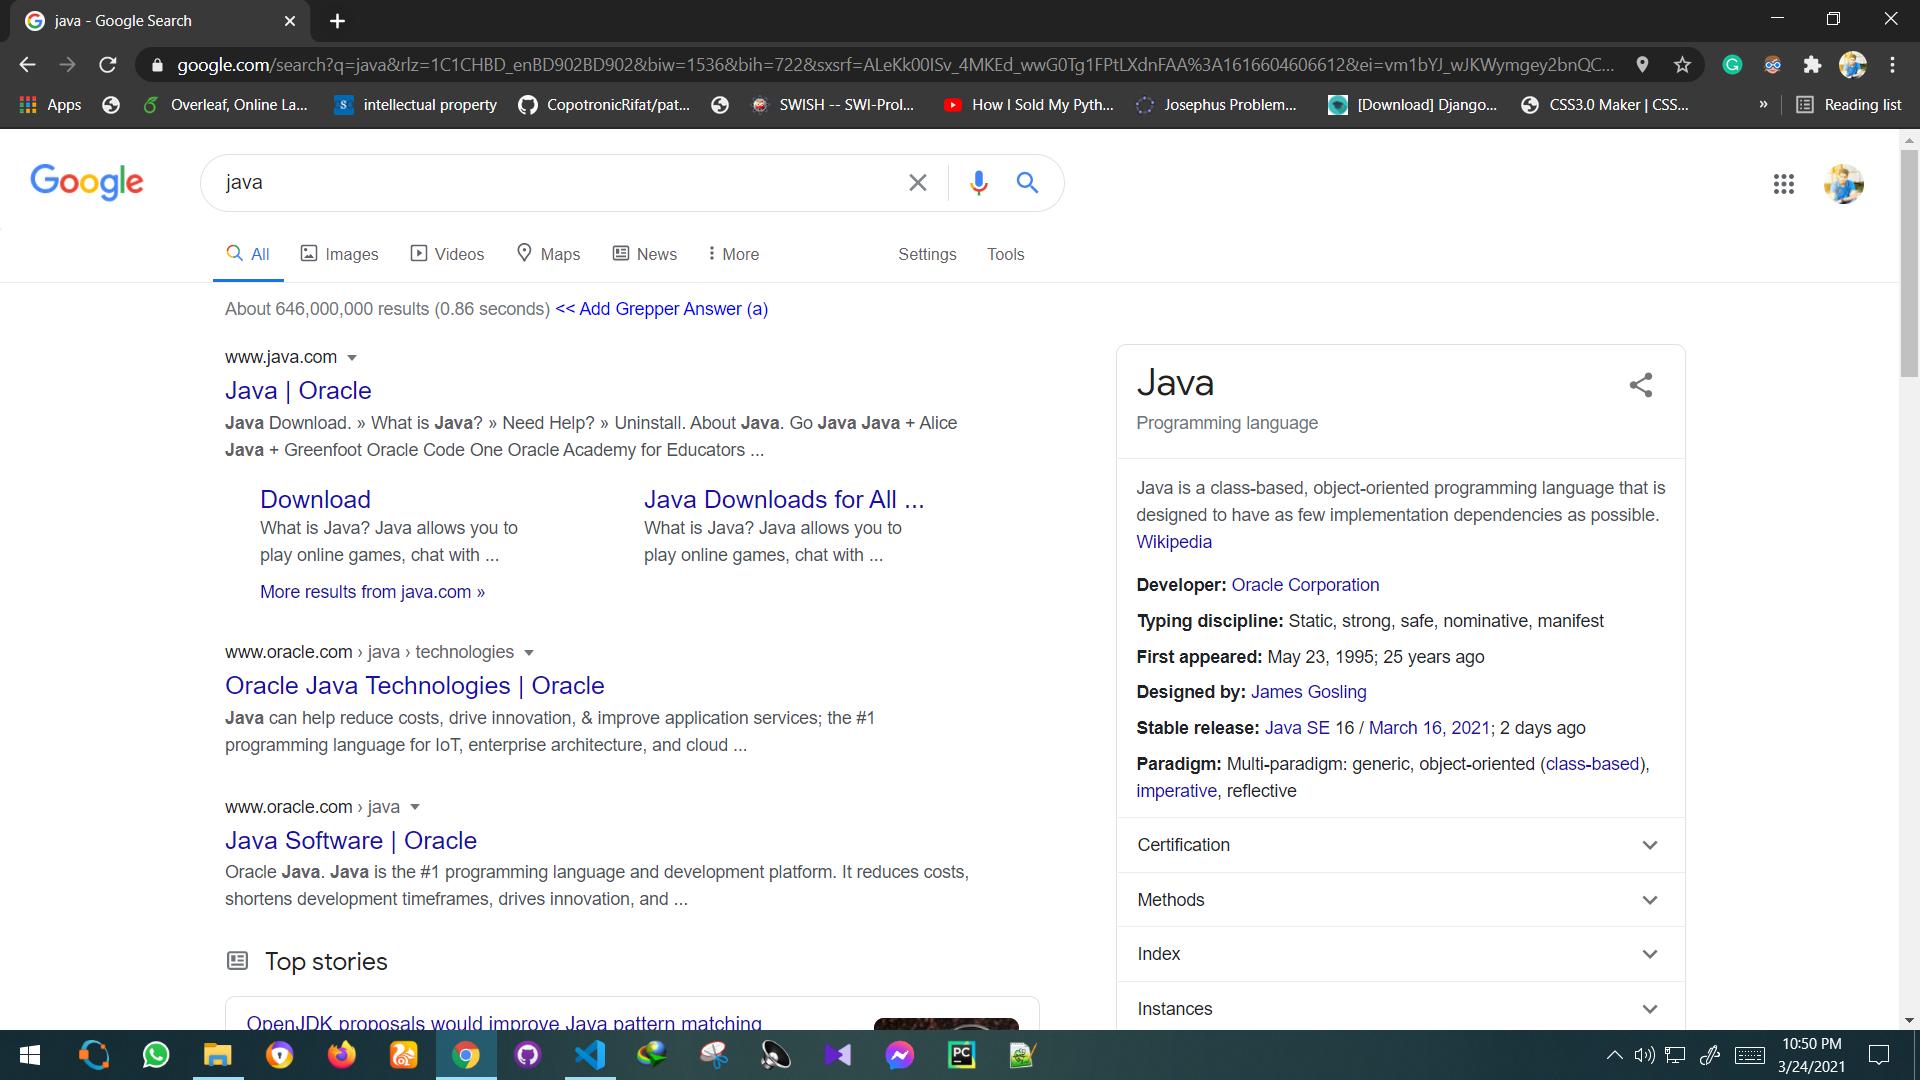 java - Google Search
google.com/search?q=java&rlz=1C1CHBD_enBD902BD902&biw=1536&bih=722&sxsrf=ALeKk00ISv_4MKEd_wwG0Tg1FPtLXdnFAA%3A1616604606612&ei=vm1bYJ_wJKWymgey2bnQC...
Apps Overleaf, Online La... intellectual property CopotronicRifat/pat... SWISH -- SWI-Prol... How I Sold My Pyth... Josephus Problem... [Download] Django... CSS3.0 Maker | CSS... » Reading list
Google
java
All Images Videos Maps News More Settings Tools
About 646,000,000 results (0.86 seconds) << Add Grepper Answer (a)
www.java.com
Java | Oracle
Java Download. » What is Java? » Need Help? » Uninstall. About Java. Go Java Java + Alice
Java + Greenfoot Oracle Code One Oracle Academy for Educators ...
Download
What is Java? Java allows you to
play online games, chat with ...
Java Downloads for All ...
What is Java? Java allows you to
play online games, chat with ...
More results from java.com »
www.oracle.com › java › technologies
Oracle Java Technologies | Oracle
Java can help reduce costs, drive innovation, & improve application services; the #1
programming language for IoT, enterprise architecture, and cloud ...
www.oracle.com › java
Java Software | Oracle
Oracle Java. Java is the #1 programming language and development platform. It reduces costs,
shortens development timeframes, drives innovation, and ...
Top stories
OpenJDK proposals would improve Java pattern matching
Java
Programming language
Java is a class-based, object-oriented programming language that is
designed to have as few implementation dependencies as possible.
Wikipedia
Developer: Oracle Corporation
Typing discipline: Static, strong, safe, nominative, manifest
First appeared: May 23, 1995; 25 years ago
Designed by: James Gosling
Stable release: Java SE 16 / March 16, 2021; 2 days ago
Paradigm: Multi-paradigm: generic, object-oriented (class-based),
imperative, reflective
Certification
Methods
Index
Instances
PC
10:50 PM
3/24/2021